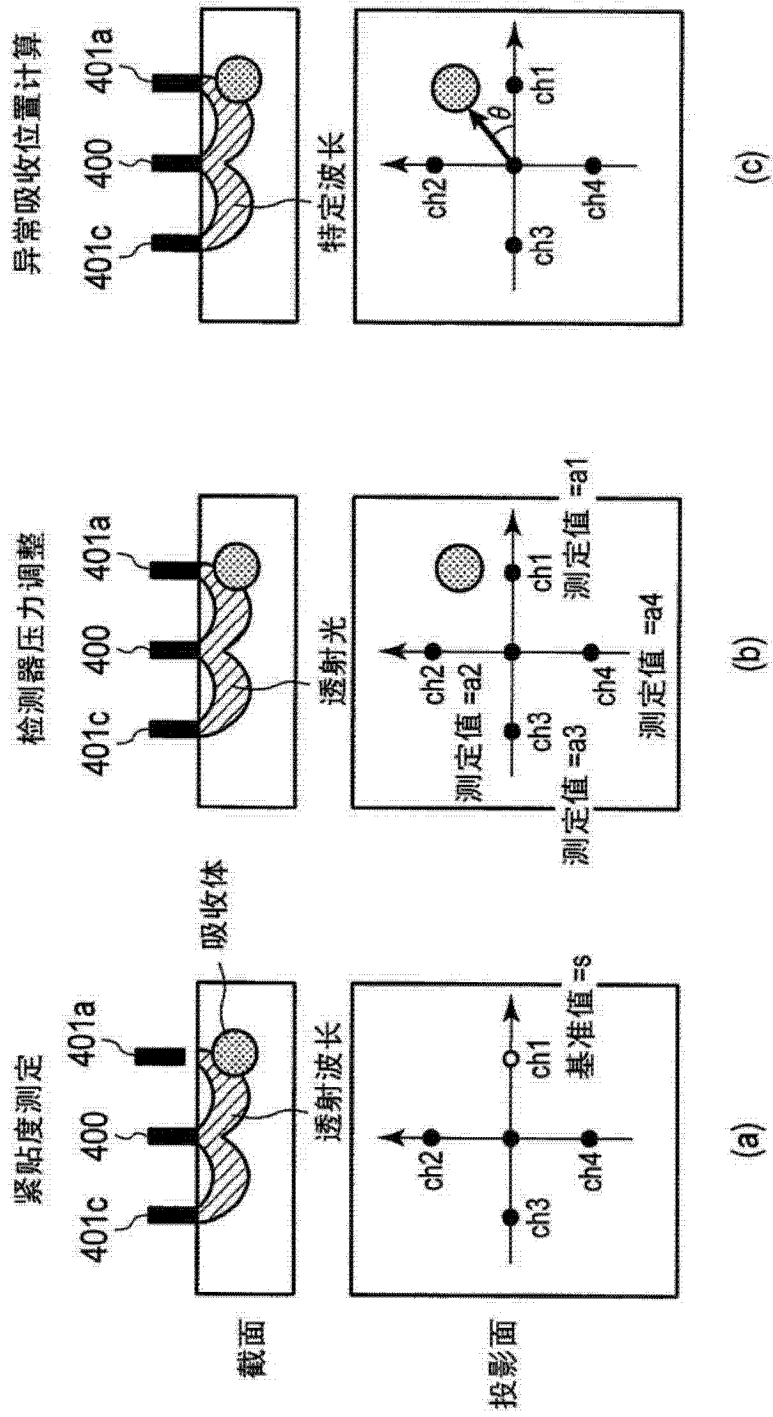 紧贴度测定
401c
400
401a
吸收体
截面
透射波长
投影面
ch2
ch3
ch1
ch4
基准值=s
(a)
检测器压力调整
401c
400
401a
透射光
ch2
测定值=a2
ch3
测定值=a3
ch1
测定值=a1
ch4
测定值=a4
(b)
异常吸收位置计算
401c
400
401a
特定波长
ch2
θ
ch3
ch1
ch4
(c)